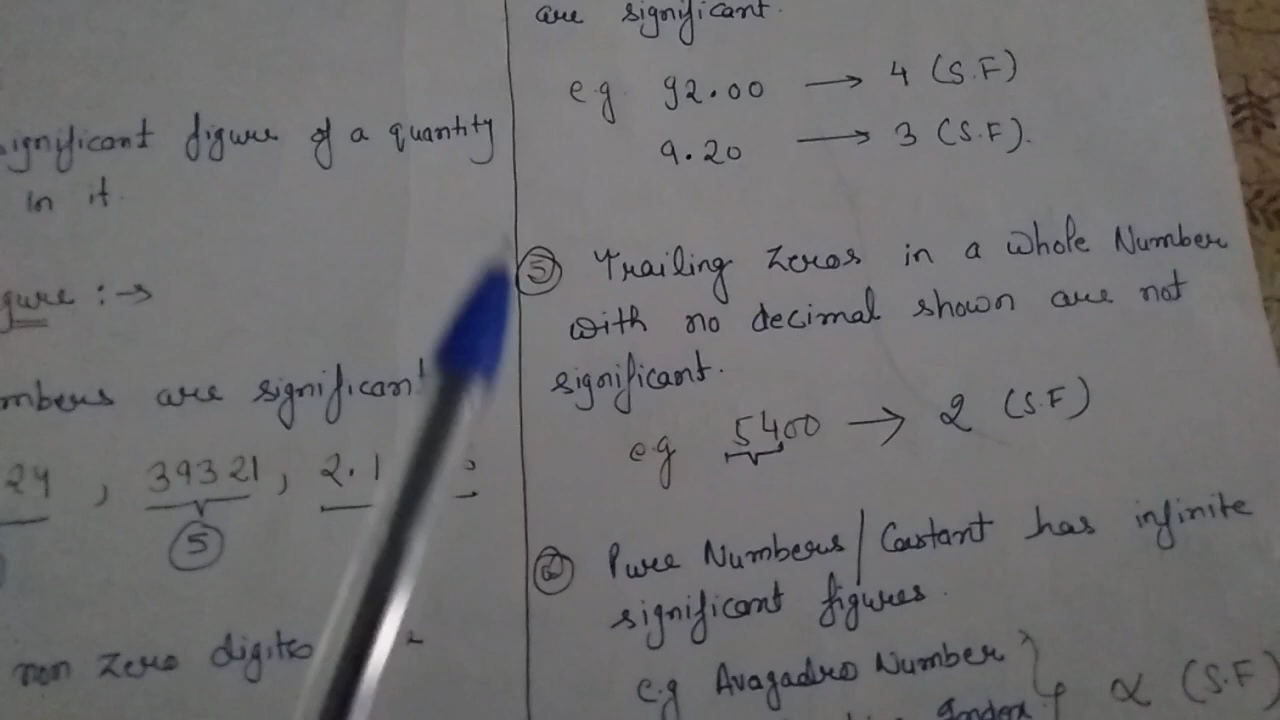 significant figure of a quantity
in it.
gure :→
mbers are significant
24 , 39321 , 2.1
5
non zero digits
are significant.
eg 92.00 → 4 (S.F)
9.20 → 3 (S.F).
5 Trailing zeros in a whole Number
with no decimal shown are not
significant.
eg 5400 → 2 (S.F)
6 Pure Numbers/Constant has infinite
significant figures.
e.g Avagadro Number
∝ (S.F)